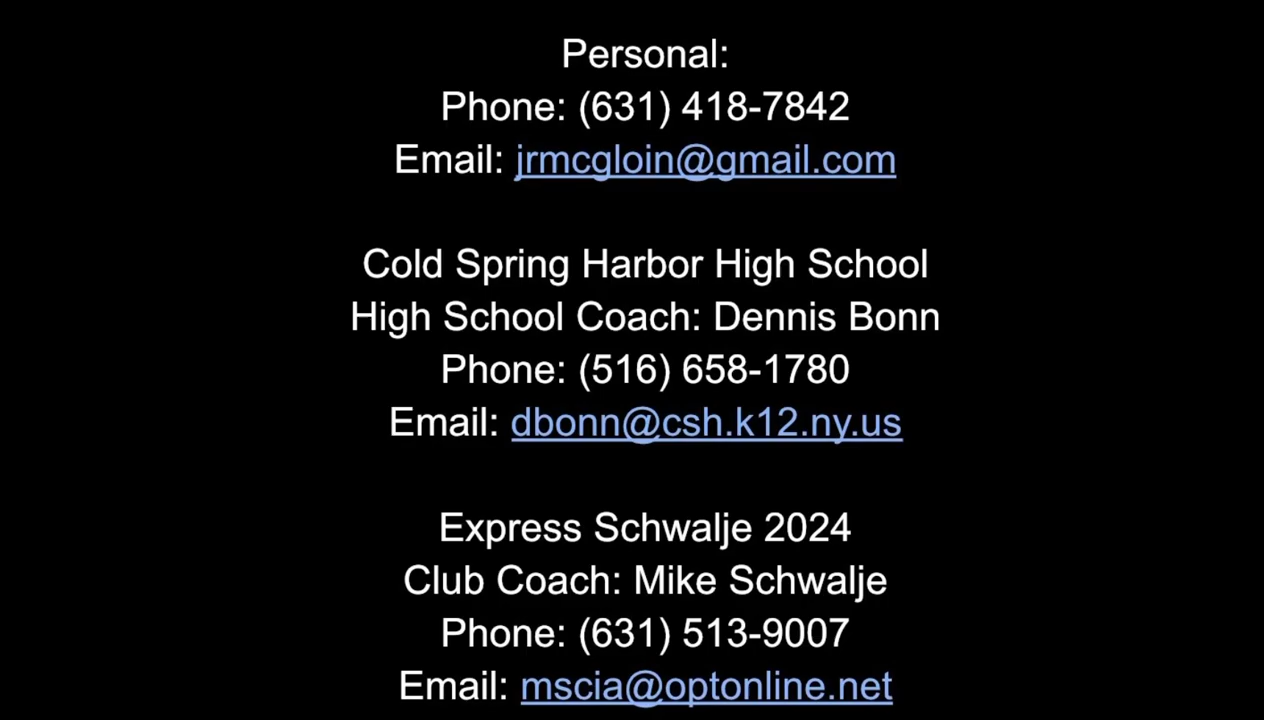 Personal:
Phone: (631) 418-7842
Email: jrmcgloin@gmail.com
Cold Spring Harbor High School
High School Coach: Dennis Bonn
Phone: (516) 658-1780
Email: dbonn@csh.k12.ny.us
Express Schwalje 2024
Club Coach: Mike Schwalje
Phone: (631) 513-9007
Email: mscia@optonline.net